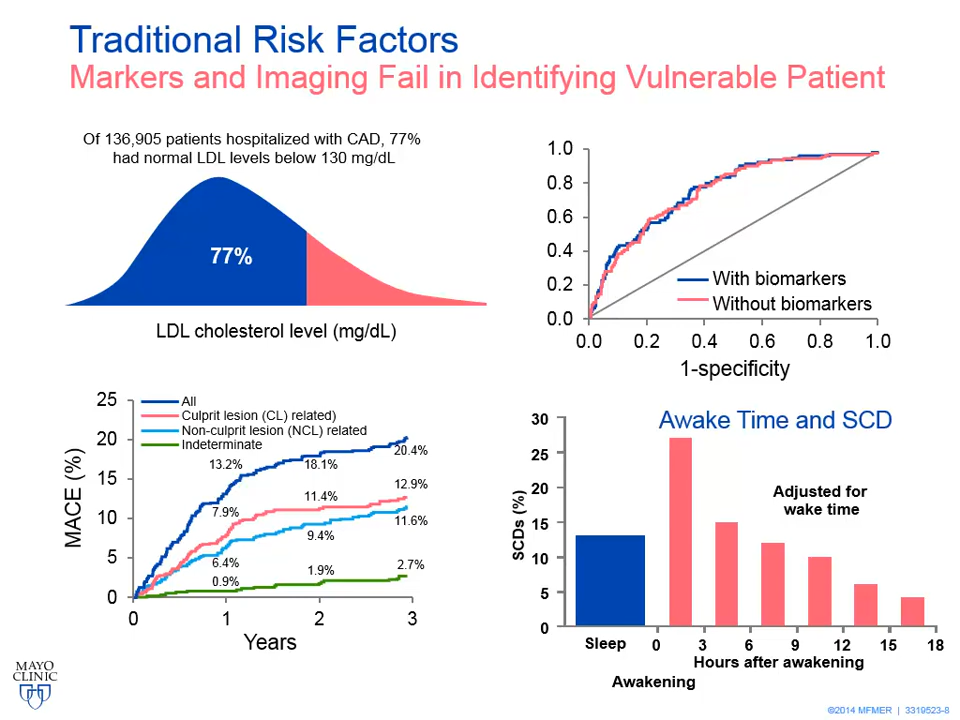 Traditional Risk Factors
Markers and Imaging Fail in Identifying Vulnerable Patient
Of 136,905 patients hospitalized with CAD, 77%
had normal LDL levels below 130 mg/dL
77%
LDL cholesterol level (mg/dL)
1.0
0.8
0.6
0.4
0.2
0.0
With biomarkers
Without biomarkers
0.0 0.2 0.4 0.6 0.8 1.0
1-specificity
MACE (%)
25
20
15
10
5
0
All
Culprit lesion (CL) related)
Non-culprit lesion (NCL) related
Indeterminate
13.2%
18.1%
20.4%
7.9%
11.4%
12.9%
6.4%
9.4%
11.6%
0.9%
1.9%
2.7%
0 1 2 3
Years
Awake Time and SCD
SCDs (%)
30
25
20
15
10
5
0
Adjusted for
wake time
Sleep 0 3 6 9 12 15 18
Hours after awakening
Awakening
MAYO
CLINIC
©2014 MFMER | 3319523-8